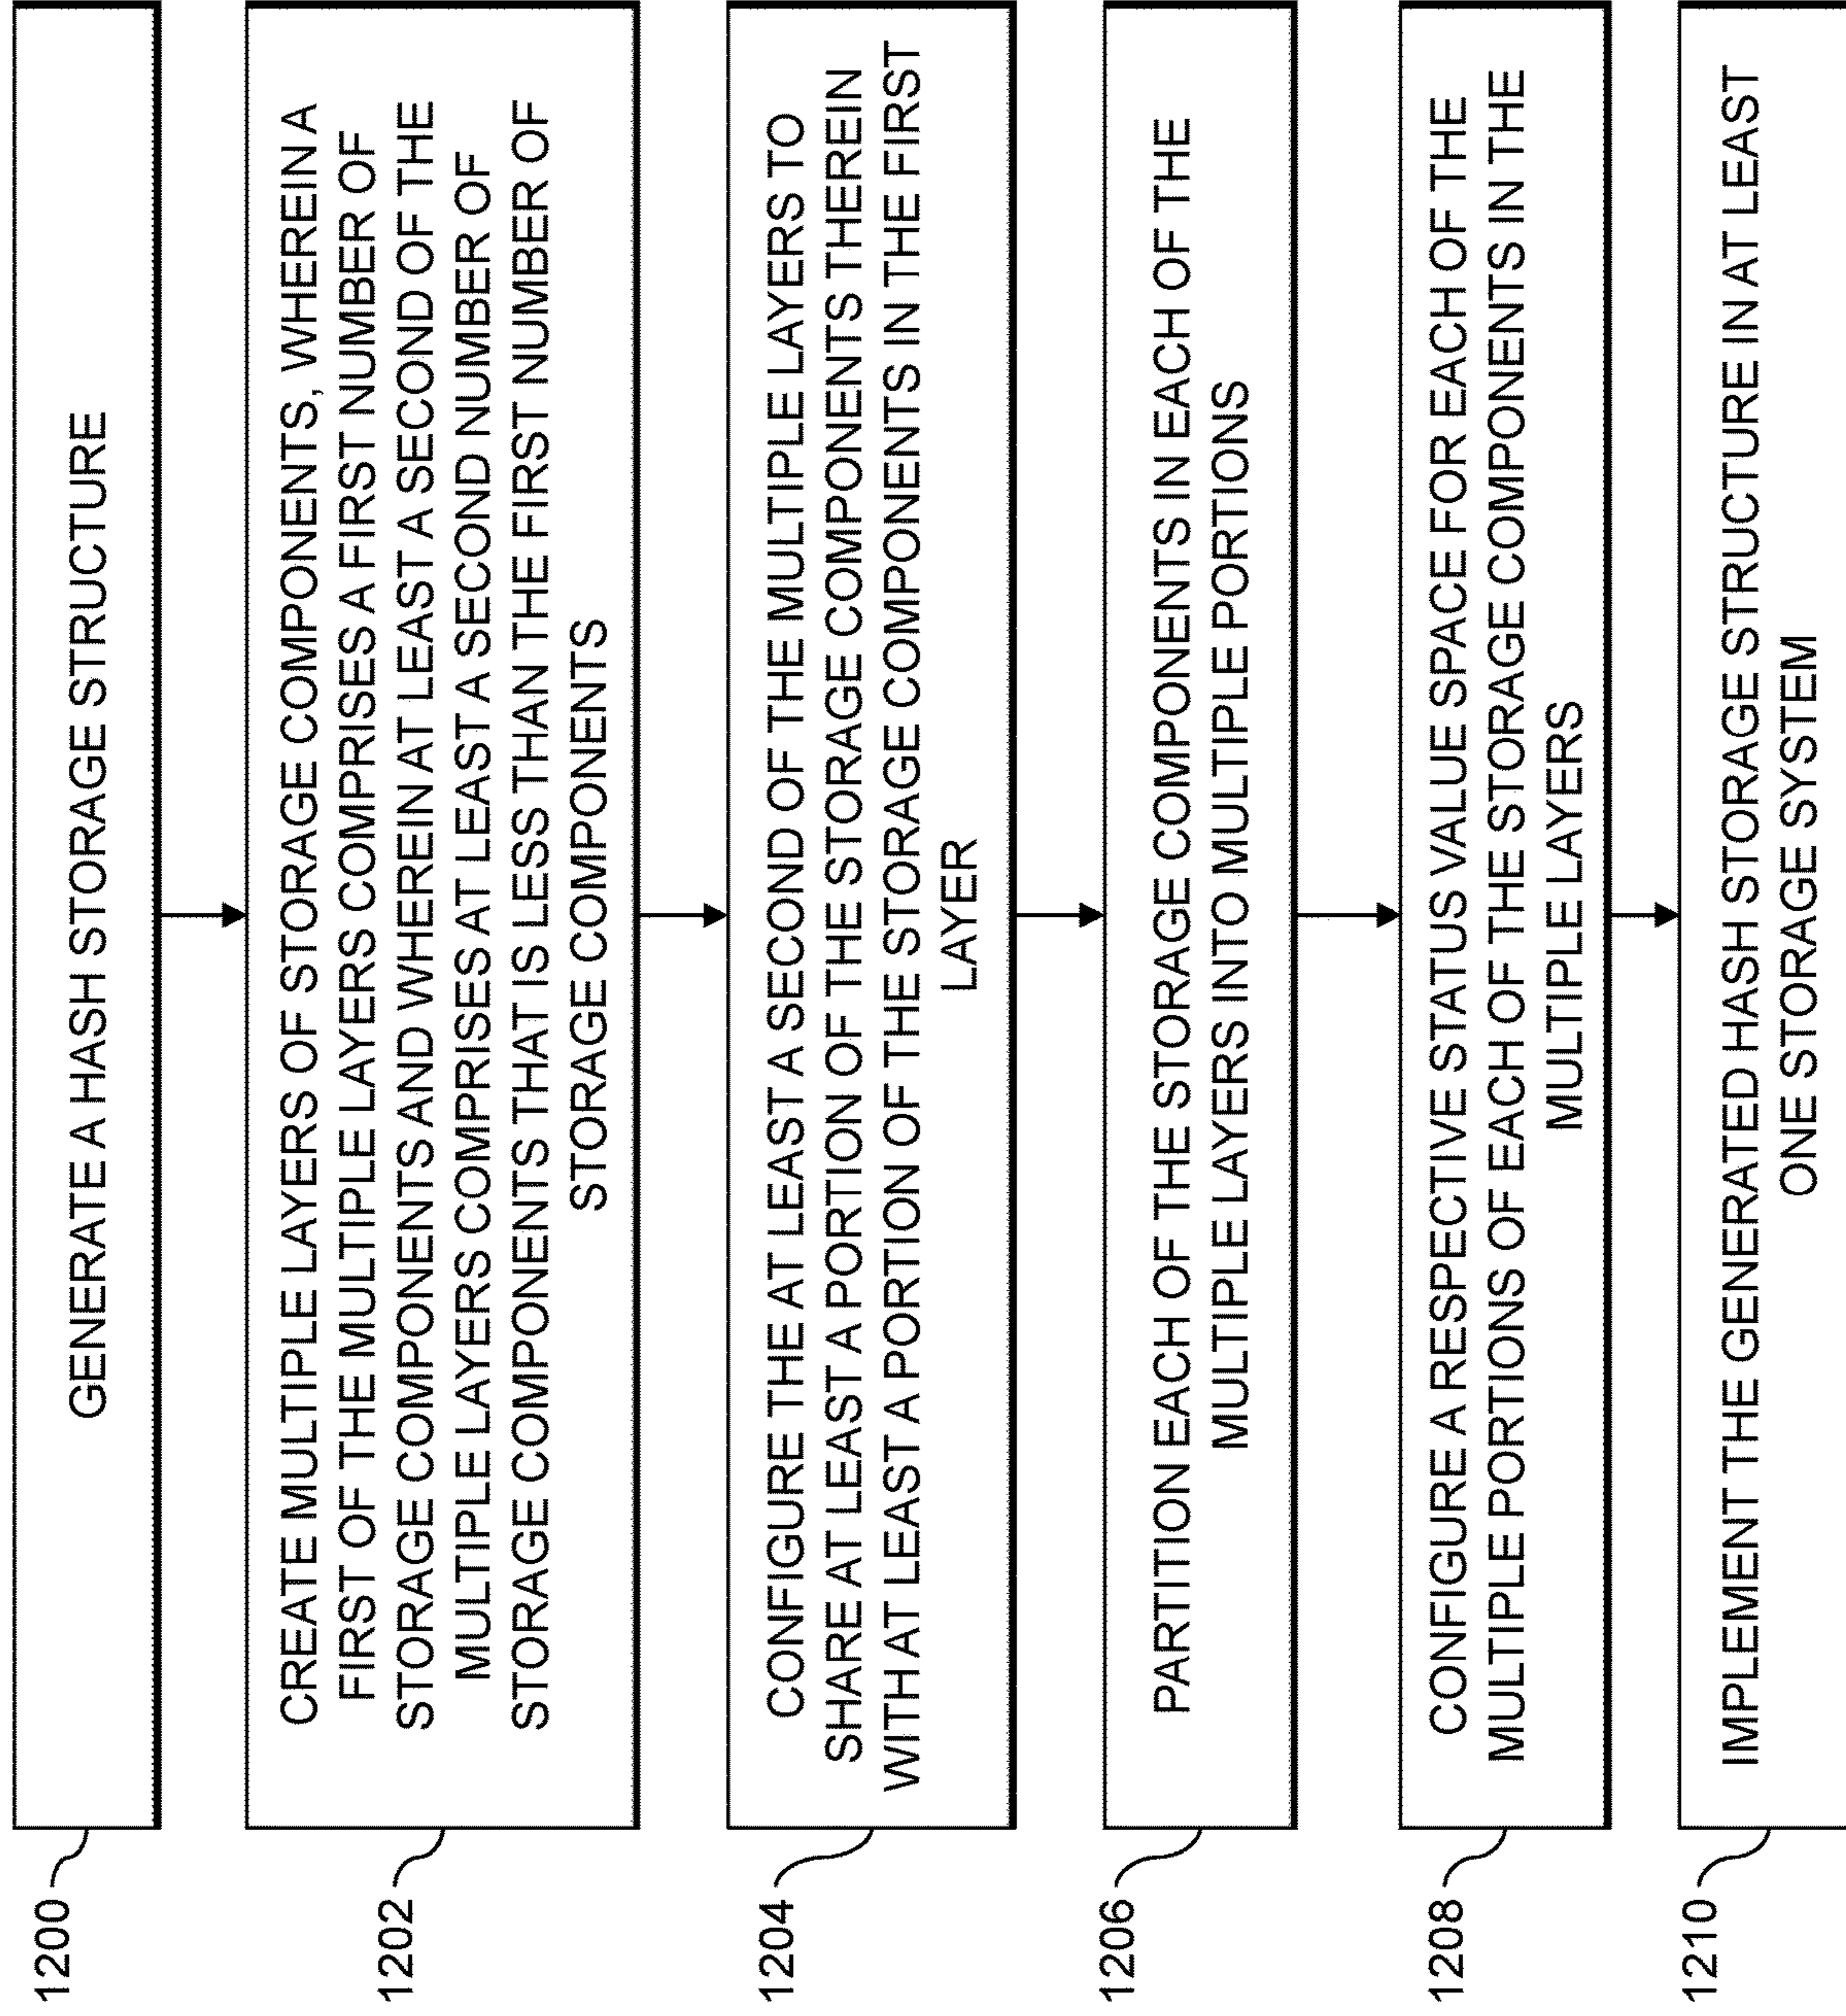 1200
GENERATE A HASH STORAGE STRUCTURE
1202
CREATE MULTIPLE LAYERS OF STORAGE COMPONENTS, WHEREIN A
FIRST OF THE MULTIPLE LAYERS COMPRISES A FIRST NUMBER OF
STORAGE COMPONENTS AND WHEREIN AT LEAST A SECOND OF THE
MULTIPLE LAYERS COMPRISES AT LEAST A SECOND NUMBER OF
STORAGE COMPONENTS THAT IS LESS THAN THE FIRST NUMBER OF
STORAGE COMPONENTS
1204
CONFIGURE THE AT LEAST A SECOND OF THE MULTIPLE LAYERS TO
SHARE AT LEAST A PORTION OF THE STORAGE COMPONENTS THEREIN
WITH AT LEAST A PORTION OF THE STORAGE COMPONENTS IN THE FIRST
LAYER
1206
PARTITION EACH OF THE STORAGE COMPONENTS IN EACH OF THE
MULTIPLE LAYERS INTO MULTIPLE PORTIONS
1208
CONFIGURE A RESPECTIVE STATUS VALUE SPACE FOR EACH OF THE
MULTIPLE PORTIONS OF EACH OF THE STORAGE COMPONENTS IN THE
MULTIPLE LAYERS
1210
IMPLEMENT THE GENERATED HASH STORAGE STRUCTURE IN AT LEAST
ONE STORAGE SYSTEM